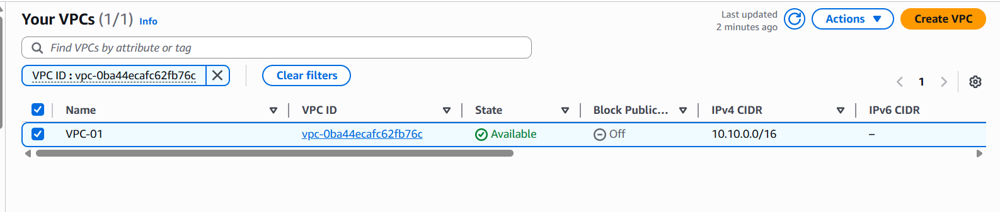 Your VPCs (1/1) Info
Last updated
2 minutes ago
Actions
Create VPC
Find VPCs by attribute or tag
VPC ID : vpc-0ba44ecafc62fb76c
Clear filters
1
Name VPC ID State Block Public... IPv4 CIDR IPv6 CIDR
VPC-01 vpc-0ba44ecafc62fb76c Available Off 10.10.0.0/16 –